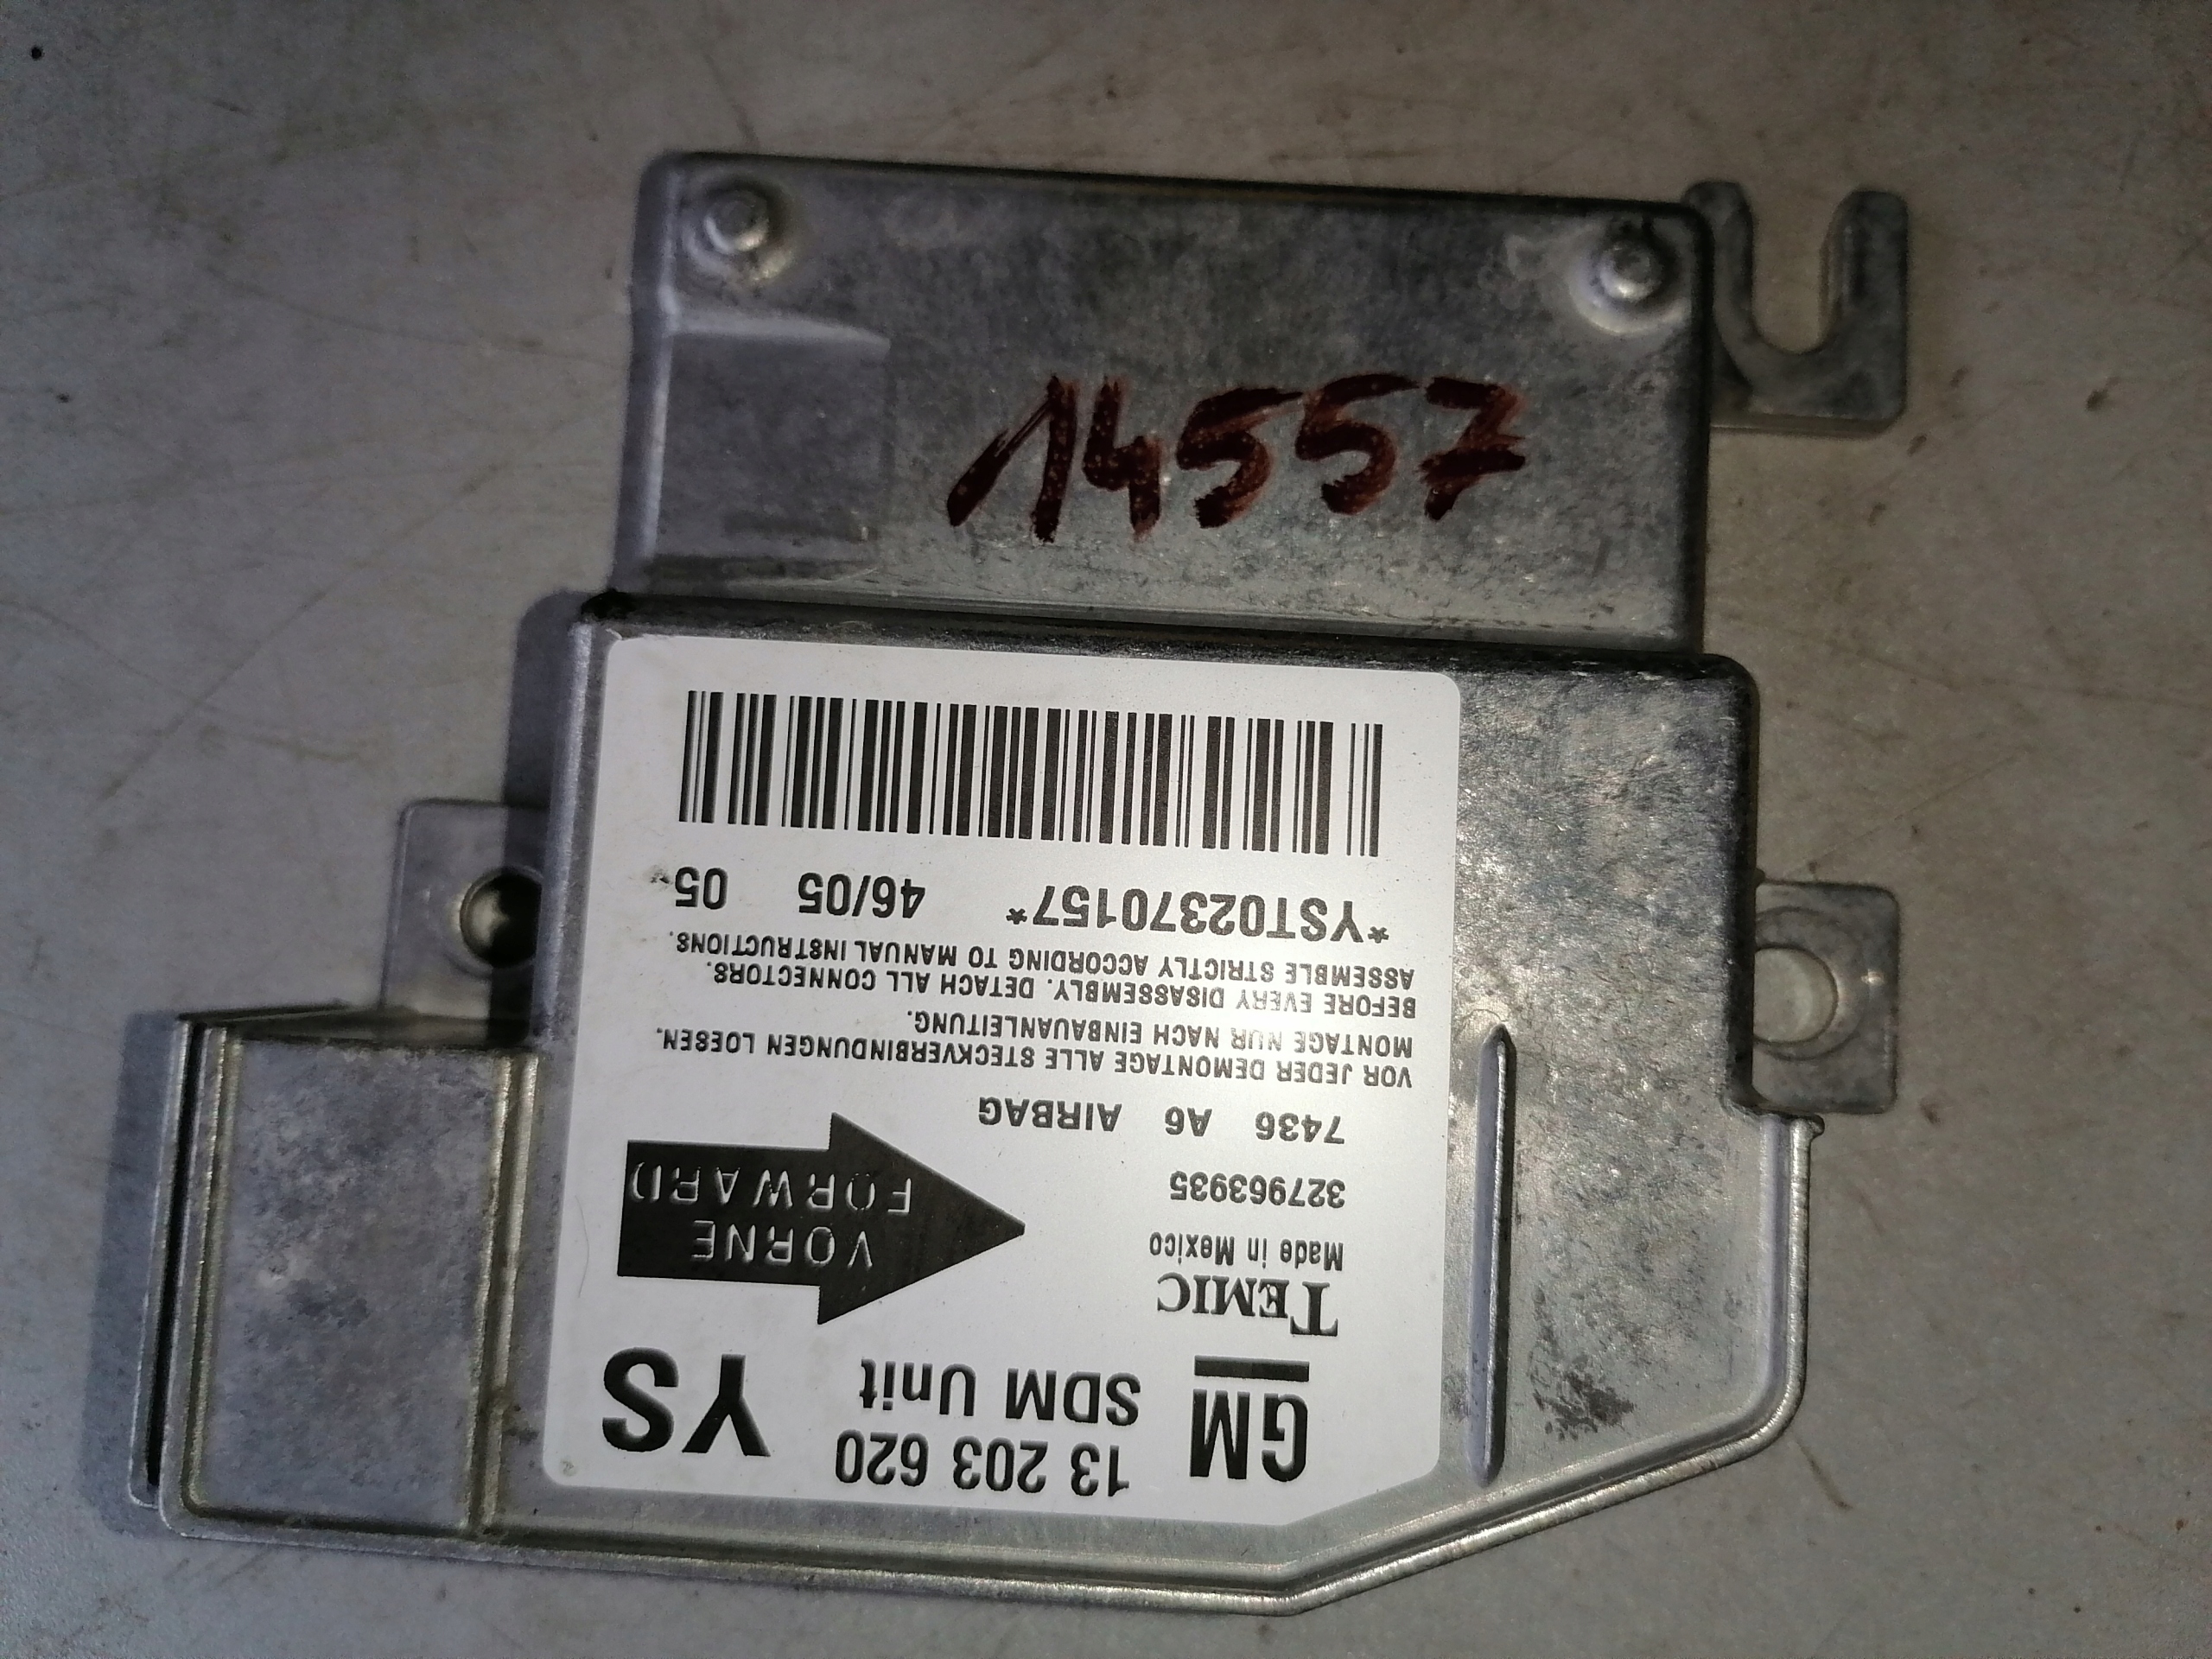 14557
GM 13 203 620 YS
SDM Unit
TEMIC
Made in Mexico
327963935
VORNE
FORWARD
7436 A6 AIRBAG
VOR JEDER DEMONTAGE ALLE STECKVERBINDUNGEN LOESEN.
MONTAGE NUR NACH EINBAUANLEITUNG.
BEFORE EVERY DISASSEMBLY. DETACH ALL CONNECTORS.
ASSEMBLE STRICTLY ACCORDING TO MANUAL INSTRUCTIONS.
*YST02370157* 46/05 05